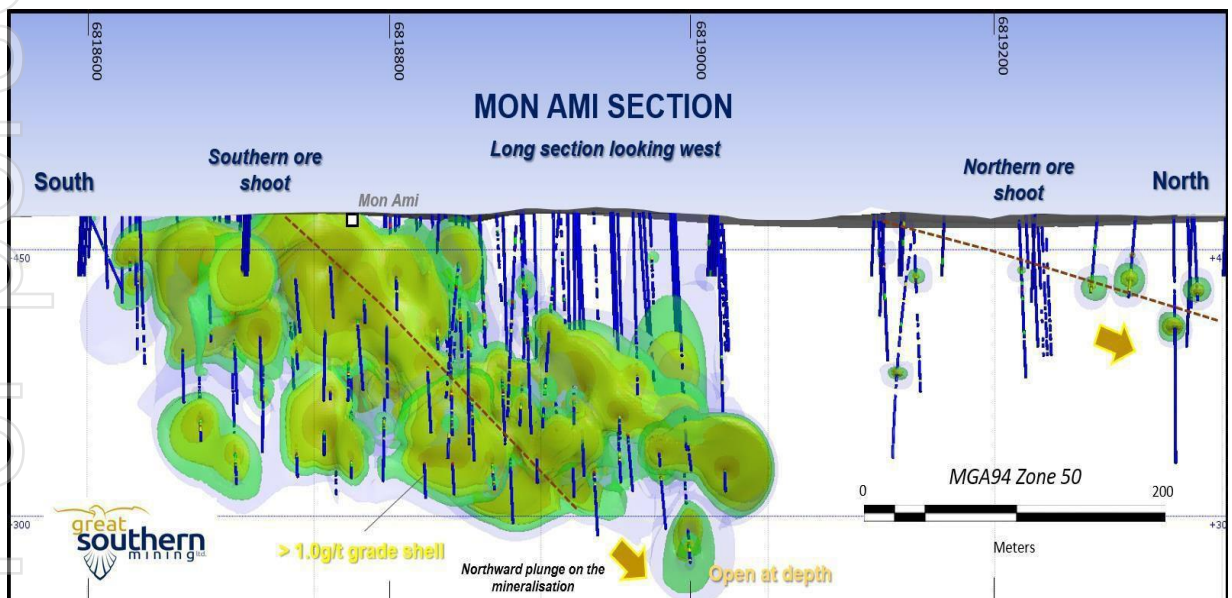 6818600
6818800
6819000
6819200
MON AMI SECTION
Long section looking west
Southern ore
shoot
Northern ore
shoot
South
North
Mon Ami
+450
MGA94 Zone 50
0
200
Meters
+300
great
southern
mining ltd.
> 1.0g/t grade shell
Northward plunge on the
mineralisation
Open at depth